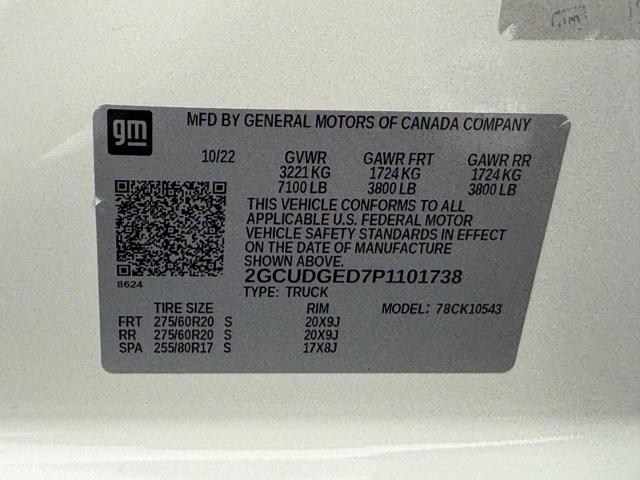 gm
MFD BY GENERAL MOTORS OF CANADA COMPANY
10/22 GVWR GAWR FRT GAWR RR
3221 KG 1724 KG 1724 KG
7100 LB 3800 LB 3800 LB
THIS VEHICLE CONFORMS TO ALL
APPLICABLE U.S. FEDERAL MOTOR
VEHICLE SAFETY STANDARDS IN EFFECT
ON THE DATE OF MANUFACTURE
SHOWN ABOVE.
8624
2GCUDGED7P1101738
TYPE: TRUCK
TIRE SIZE RIM MODEL: 78CK10543
FRT 275/60R20 S 20X9J
RR 275/60R20 S 20X9J
SPA 255/80R17 S 17X8J